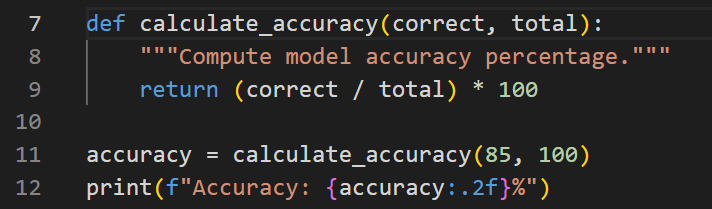 7 def calculate_accuracy(correct, total):
8     """Compute model accuracy percentage."""
9     return (correct / total) * 100
10
11 accuracy = calculate_accuracy(85, 100)
12 print(f"Accuracy: {accuracy:.2f}%")